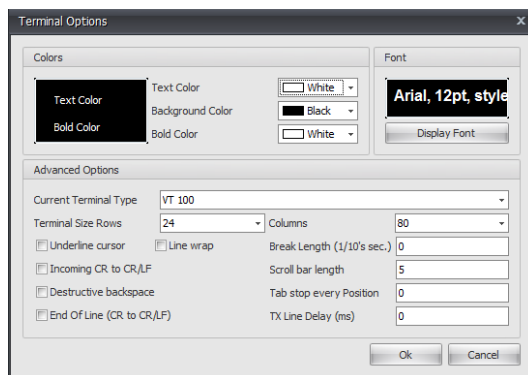 Terminal Options x
Colors
Text Color
Bold Color
Text Color White
Background Color Black
Bold Color White
Font
Arial, 12pt, style
Display Font
Advanced Options
Current Terminal Type VT 100
Terminal Size Rows 24 Columns 80
Underline cursor Line wrap Break Length (1/10's sec.) 0
Incoming CR to CR/LF Scroll bar length 5
Destructive backspace Tab stop every Position 0
End Of Line (CR to CR/LF) TX Line Delay (ms) 0
Ok Cancel